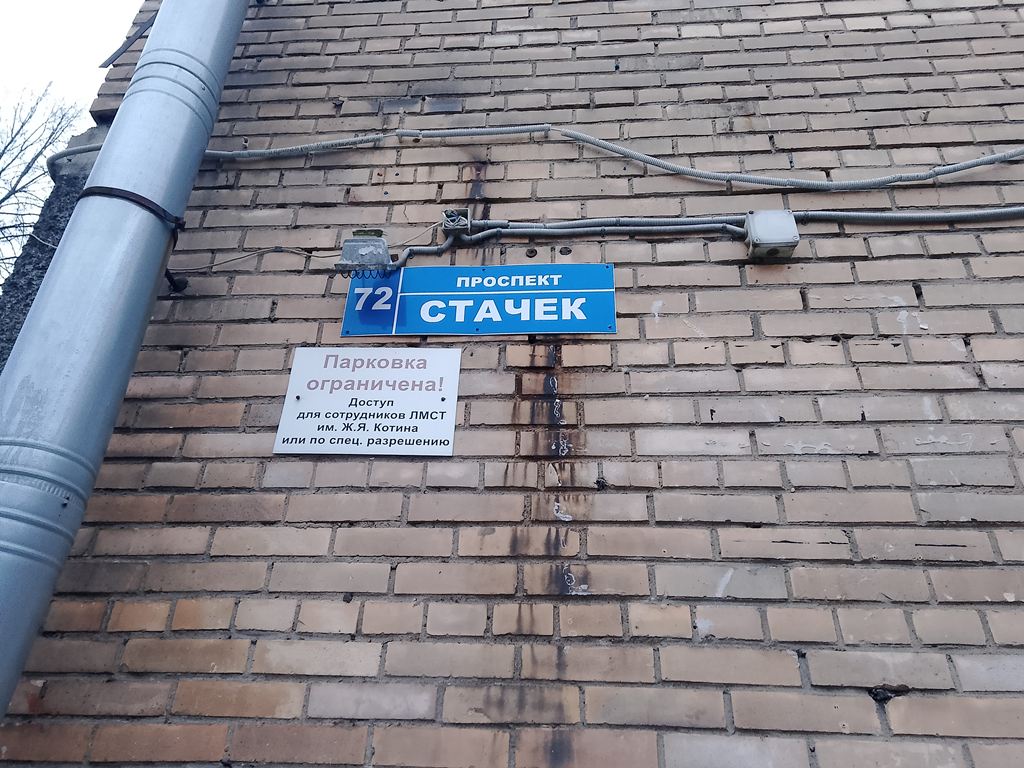 72
ПРОСПЕКТ
СТАЧЕК
Парковка
ограничена!
Доступ
для сотрудников ЛМСТ
им. Ж.Я. Котина
или по спец. разрешению